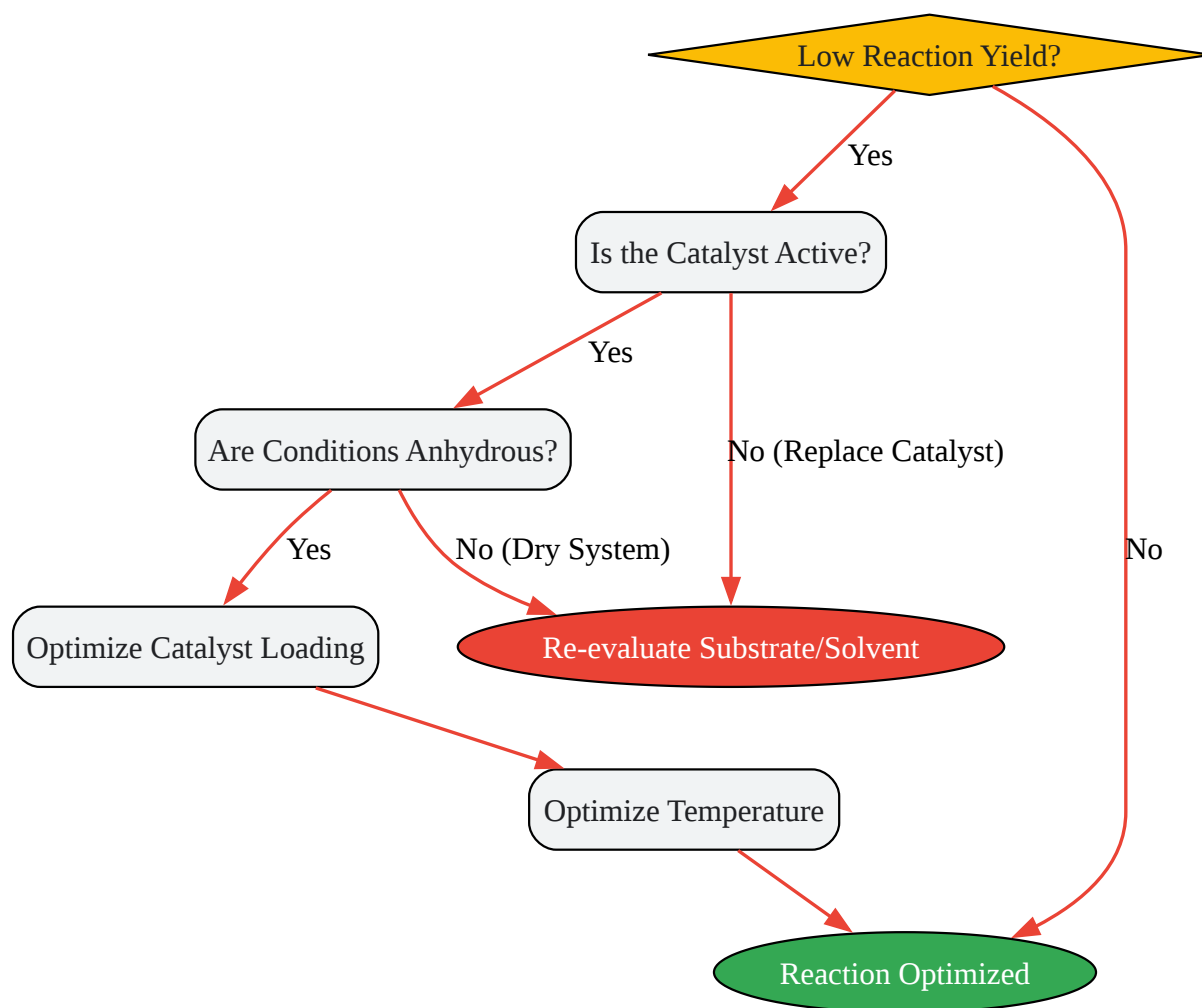 Low Reaction Yield?
Yes
Is the Catalyst Active?
Yes
Are Conditions Anhydrous?
No (Replace Catalyst)
Yes
No (Dry System)
No
Optimize Catalyst Loading
Re-evaluate Substrate/Solvent
Optimize Temperature
Reaction Optimized